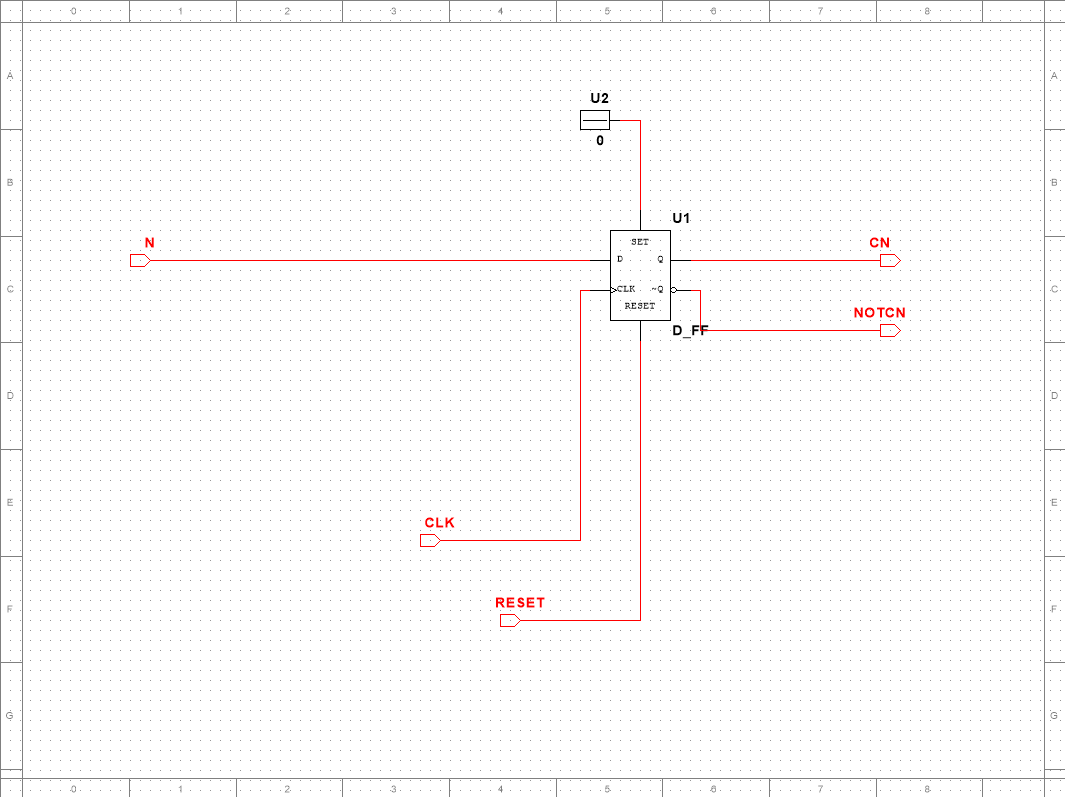 0 1 2 3 4 5 6 7 8
A A
U2
0
B B
U1
SET
N CN
D Q
C C
CLK ~Q
RESET
NOTCN
D_FF
D D
E E
CLK
RESET
F F
G G
0 1 2 3 4 5 6 7 8